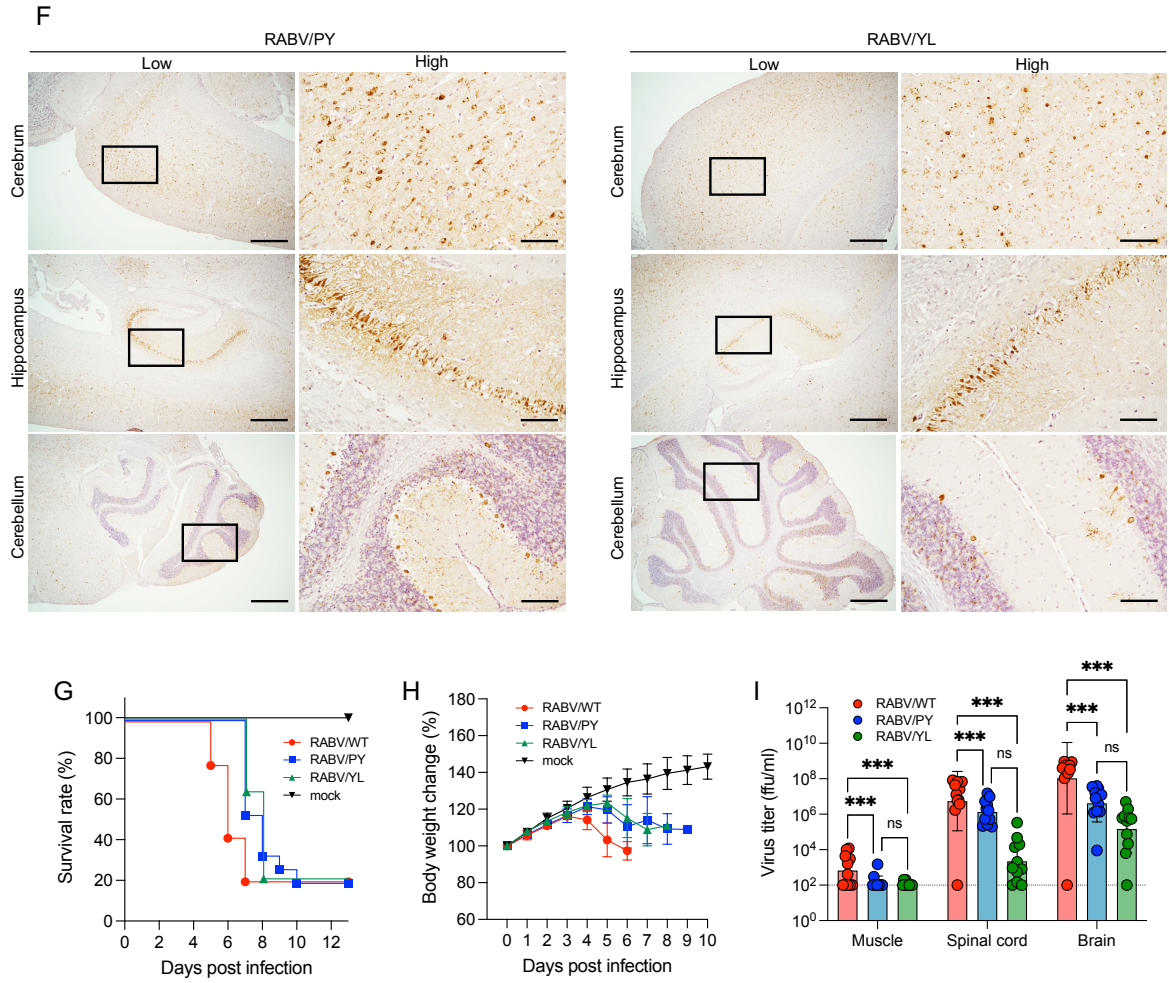 F
RABV/PY
RABV/YL
Low
High
Low
High
Cerebrum
Cerebrum
Hippocampus
Hippocampus
Cerebellum
Cerebellum
G
Survival rate (%)
100
80
60
40
20
0
0 2 4 6 8 10 12
Days post infection
RABV/WT
RABV/PY
RABV/YL
mock
H
Body weight change (%)
180
160
140
120
100
80
60
0 1 2 3 4 5 6 7 8 9 10
Days post infection
RABV/WT
RABV/PY
RABV/YL
mock
I
Virus titer (ffu/ml)
10¹²
10¹⁰
10⁸
10⁶
10⁴
10²
10⁰
RABV/WT
RABV/PY
RABV/YL
***
***
ns
***
***
ns
***
***
ns
Muscle
Spinal cord
Brain